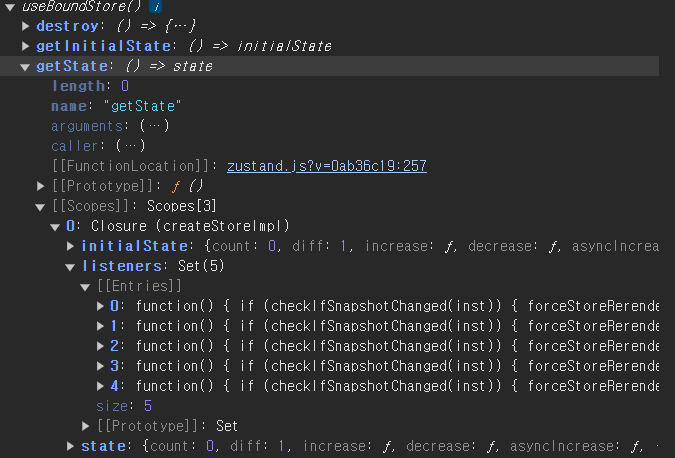 ▼ useBoundStore() i
▶ destroy: () => {…}
▶ getInitialState: () => initialState
▼ getState: () => state
length: 0
name: "getState"
arguments: (…)
caller: (…)
[[FunctionLocation]]: zustand.js?v=0ab36c19:257
▶ [[Prototype]]: ƒ ()
▼ [[Scopes]]: Scopes[3]
▼ 0: Closure (createStoreImpl)
▶ initialState: {count: 0, diff: 1, increase: ƒ, decrease: ƒ, asyncIncrea
▼ listeners: Set(5)
▼ [[Entries]]
▶ 0: function() { if (checkIfSnapshotChanged(inst)) { forceStoreRerende
▶ 1: function() { if (checkIfSnapshotChanged(inst)) { forceStoreRerende
▶ 2: function() { if (checkIfSnapshotChanged(inst)) { forceStoreRerende
▶ 3: function() { if (checkIfSnapshotChanged(inst)) { forceStoreRerende
▶ 4: function() { if (checkIfSnapshotChanged(inst)) { forceStoreRerende
size: 5
▶ [[Prototype]]: Set
▶ state: {count: 0, diff: 1, increase: ƒ, decrease: ƒ, asyncIncrease: ƒ, …